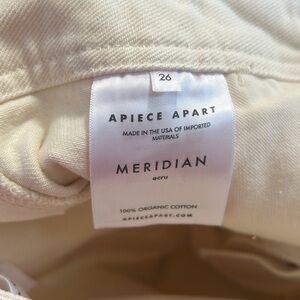 26
APIECE APART
MADE IN THE USA OF IMPORTED
MATERIALS
MERIDIAN
ecru
100% ORGANIC COTTON
APIECEAPART.COM